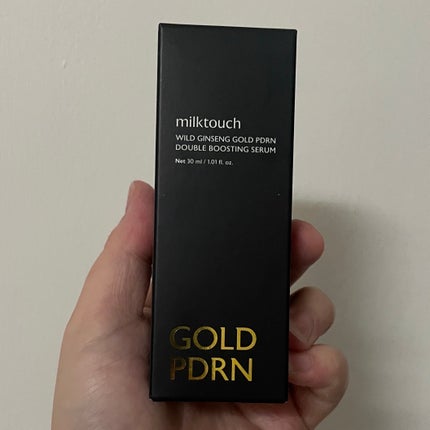 milktouch
WILD GINSENG GOLD PDRN
DOUBLE BOOSTING SERUM
Net 30 ml / 1.01 fl. oz.
GOLD
PDRN